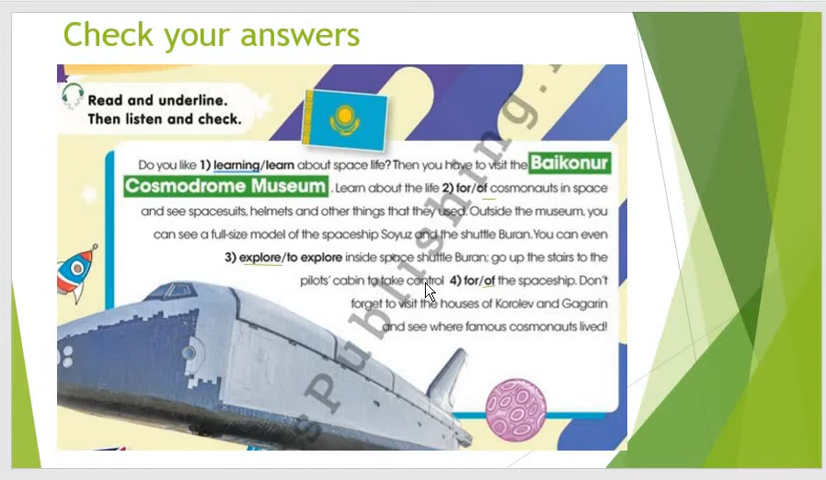 Check your answers
Read and underline.
Then listen and check.
Do you like 1) learning/learn about space life? Then you have to visit the Baikonur
Cosmodrome Museum. Learn about the life 2) for/of cosmonauts in space
and see spacesuits, helmets and other things that they used. Outside the museum, you
can see a full-size model of the spaceship Soyuz and the shuttle Buran. You can even
3) explore/to explore inside space shuttle Buran; go up the stairs to the
pilots' cabin to take control 4) for/of the spaceship. Don't
forget to visit the houses of Korolev and Gagarin
and see where famous cosmonauts lived!